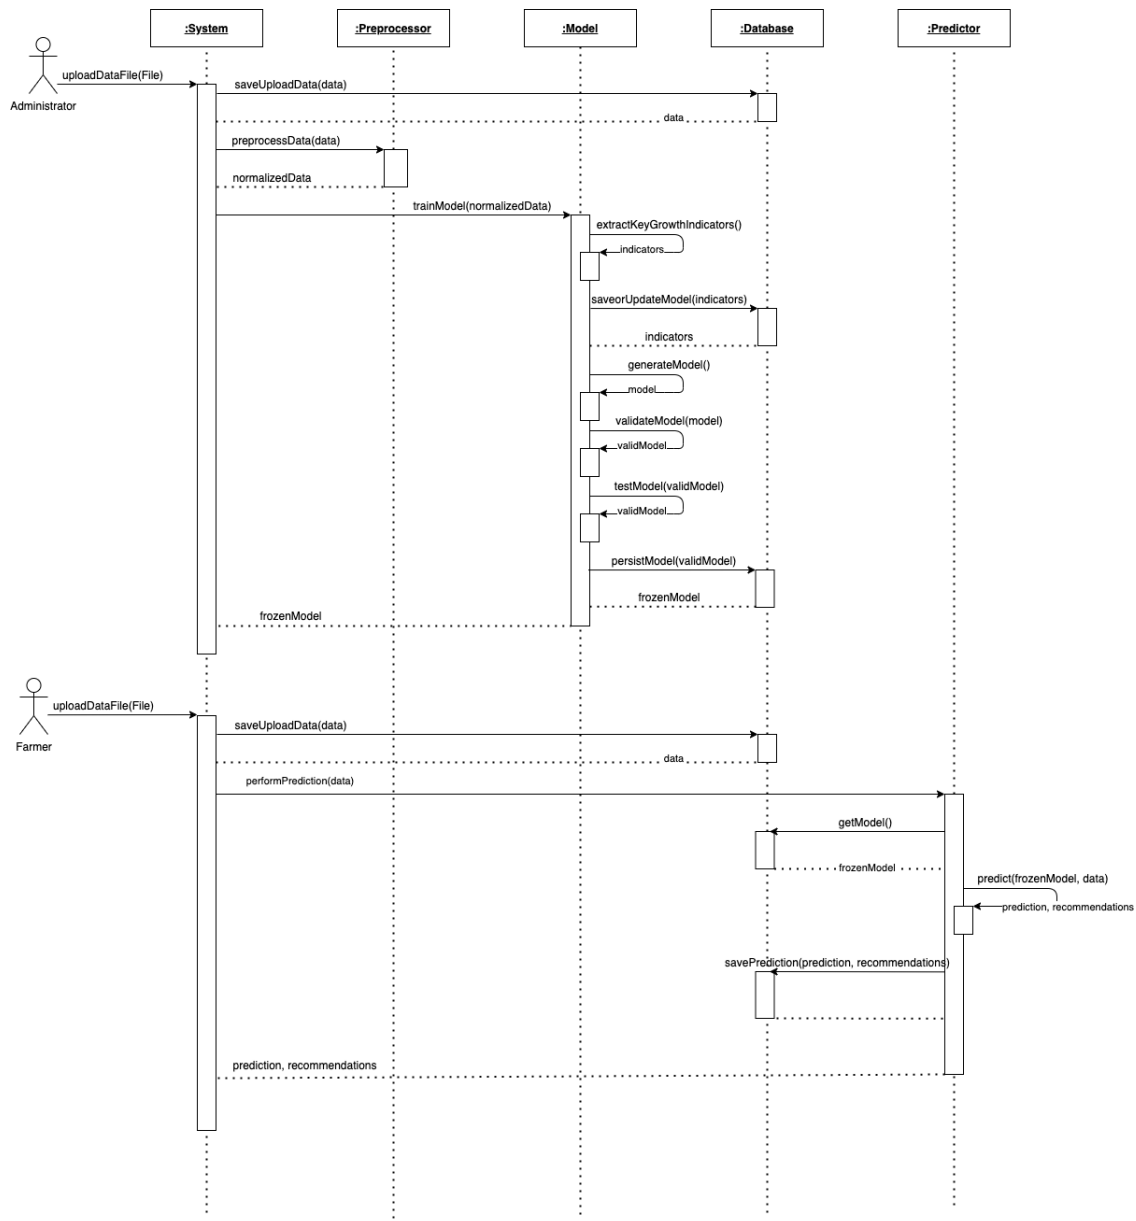 :System
:Preprocessor
:Model
:Database
:Predictor
uploadDataFile(File)
Administrator
saveUploadData(data)
data
preprocessData(data)
normalizedData
trainModel(normalizedData)
extractKeyGrowthIndicators()
indicators
saveorUpdateModel(indicators)
indicators
generateModel()
model
validateModel(model)
validModel
testModel(validModel)
validModel
persistModel(validModel)
frozenModel
frozenModel
uploadDataFile(File)
Farmer
saveUploadData(data)
data
performPrediction(data)
getModel()
frozenModel
predict(frozenModel, data)
prediction, recommendations
savePrediction(prediction, recommendations)
prediction, recommendations